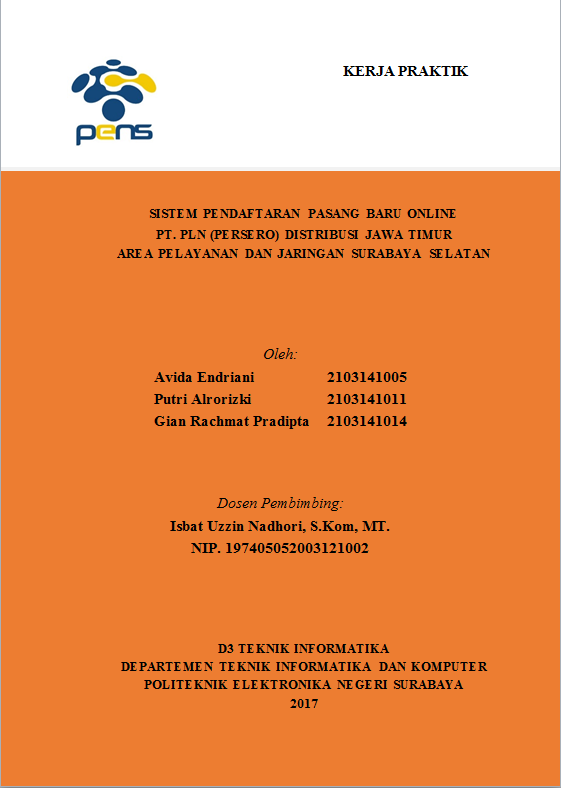 KERJA PRAKTIK
pens
SISTEM PENDAFTARAN PASANG BARU ONLINE
PT. PLN (PERSERO) DISTRIBUSI JAWA TIMUR
AREA PELAYANAN DAN JARINGAN SURABAYA SELATAN
Oleh:
Avida Endriani 2103141005
Putri Alrorizki 2103141011
Gian Rachmat Pradipta 2103141014
Dosen Pembimbing:
Isbat Uzzin Nadhori, S.Kom, MT.
NIP. 197405052003121002
D3 TEKNIK INFORMATIKA
DEPARTEMEN TEKNIK INFORMATIKA DAN KOMPUTER
POLITEKNIK ELEKTRONIKA NEGERI SURABAYA
2017